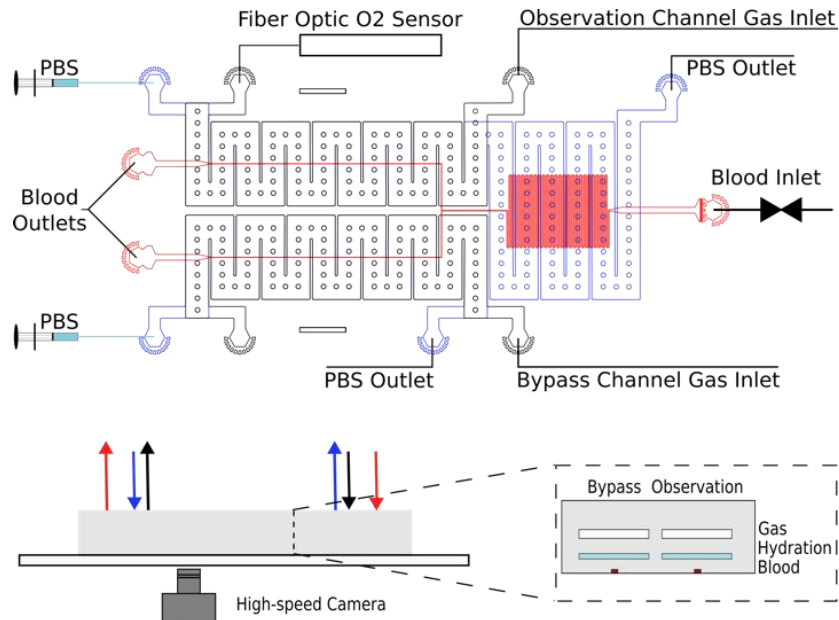 Fiber Optic O2 Sensor
Observation Channel Gas Inlet
PBS
PBS Outlet
Blood
Outlets
Blood Inlet
PBS
PBS Outlet
Bypass Channel Gas Inlet
Bypass Observation
Gas
Hydration
Blood
High-speed Camera